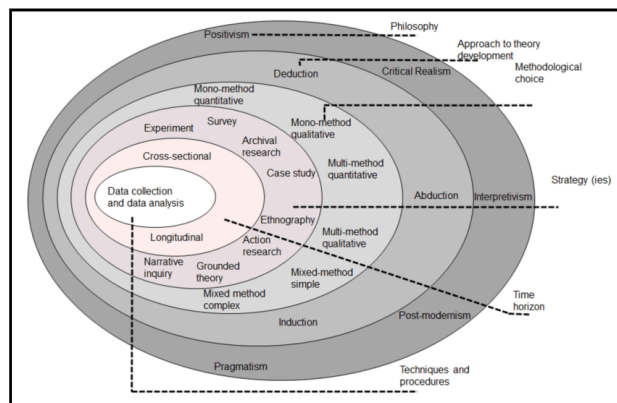 Philosophy
Positivism
Approach to theory
development
Critical Realism
Methodological
choice
Deduction
Mono-method
quantitative
Mono-method
qualitative
Survey
Experiment
Archival
research
Cross-sectional
Multi-method
quantitative
Case study
Strategy (ies)
Data collection
and data analysis
Abduction
Interpretivism
Ethnography
Longitudinal
Multi-method
qualitative
Action
research
Narrative
inquiry
Grounded
theory
Mixed-method
simple
Mixed method
complex
Time
horizon
Post-modernism
Induction
Pragmatism
Techniques and
procedures